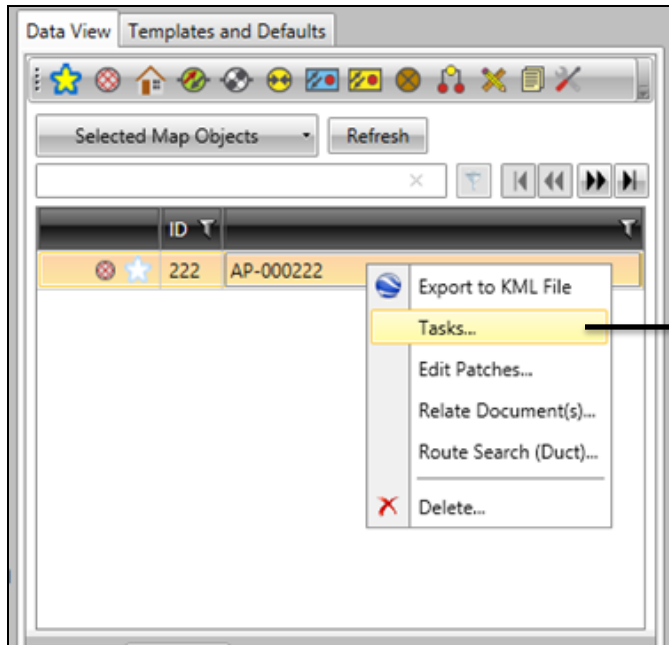 Data View Templates and Defaults
Selected Map Objects Refresh
ID
222 AP-000222
Export to KML File
Tasks...
Edit Patches...
Relate Document(s)...
Route Search (Duct)...
Delete...